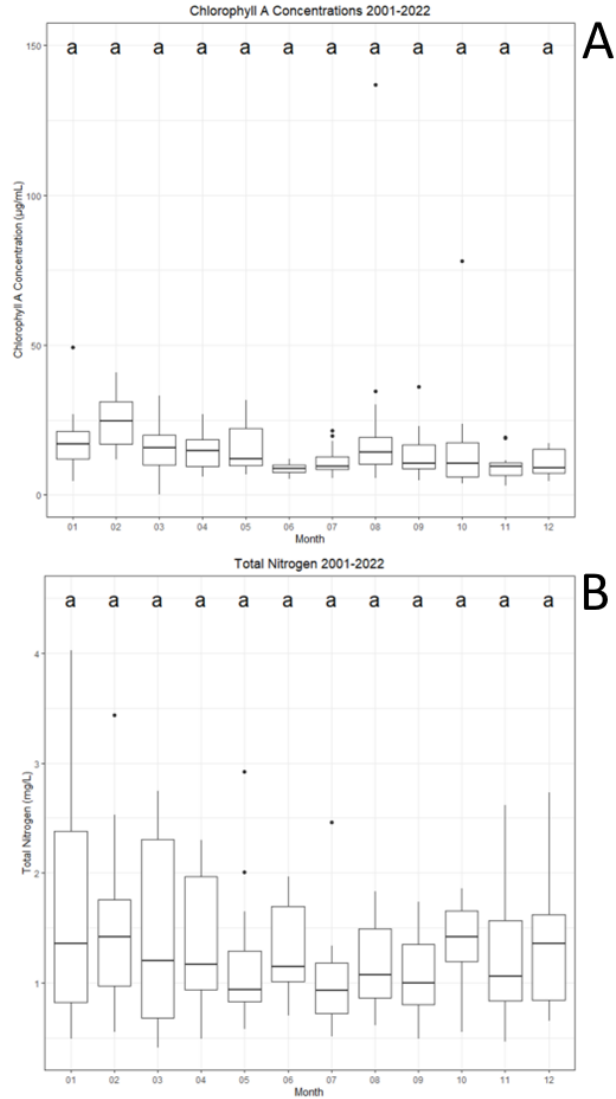 Chlorophyll A Concentrations 2001-2022
A
a a a a a a a a a a a a
150
100
50
0
Chlorophyll A Concentration (µg/mL)
01 02 03 04 05 06 07 08 09 10 11 12
Month
Total Nitrogen 2001-2022
B
a a a a a a a a a a a a
4
3
2
1
Total Nitrogen (mg/L)
01 02 03 04 05 06 07 08 09 10 11 12
Month